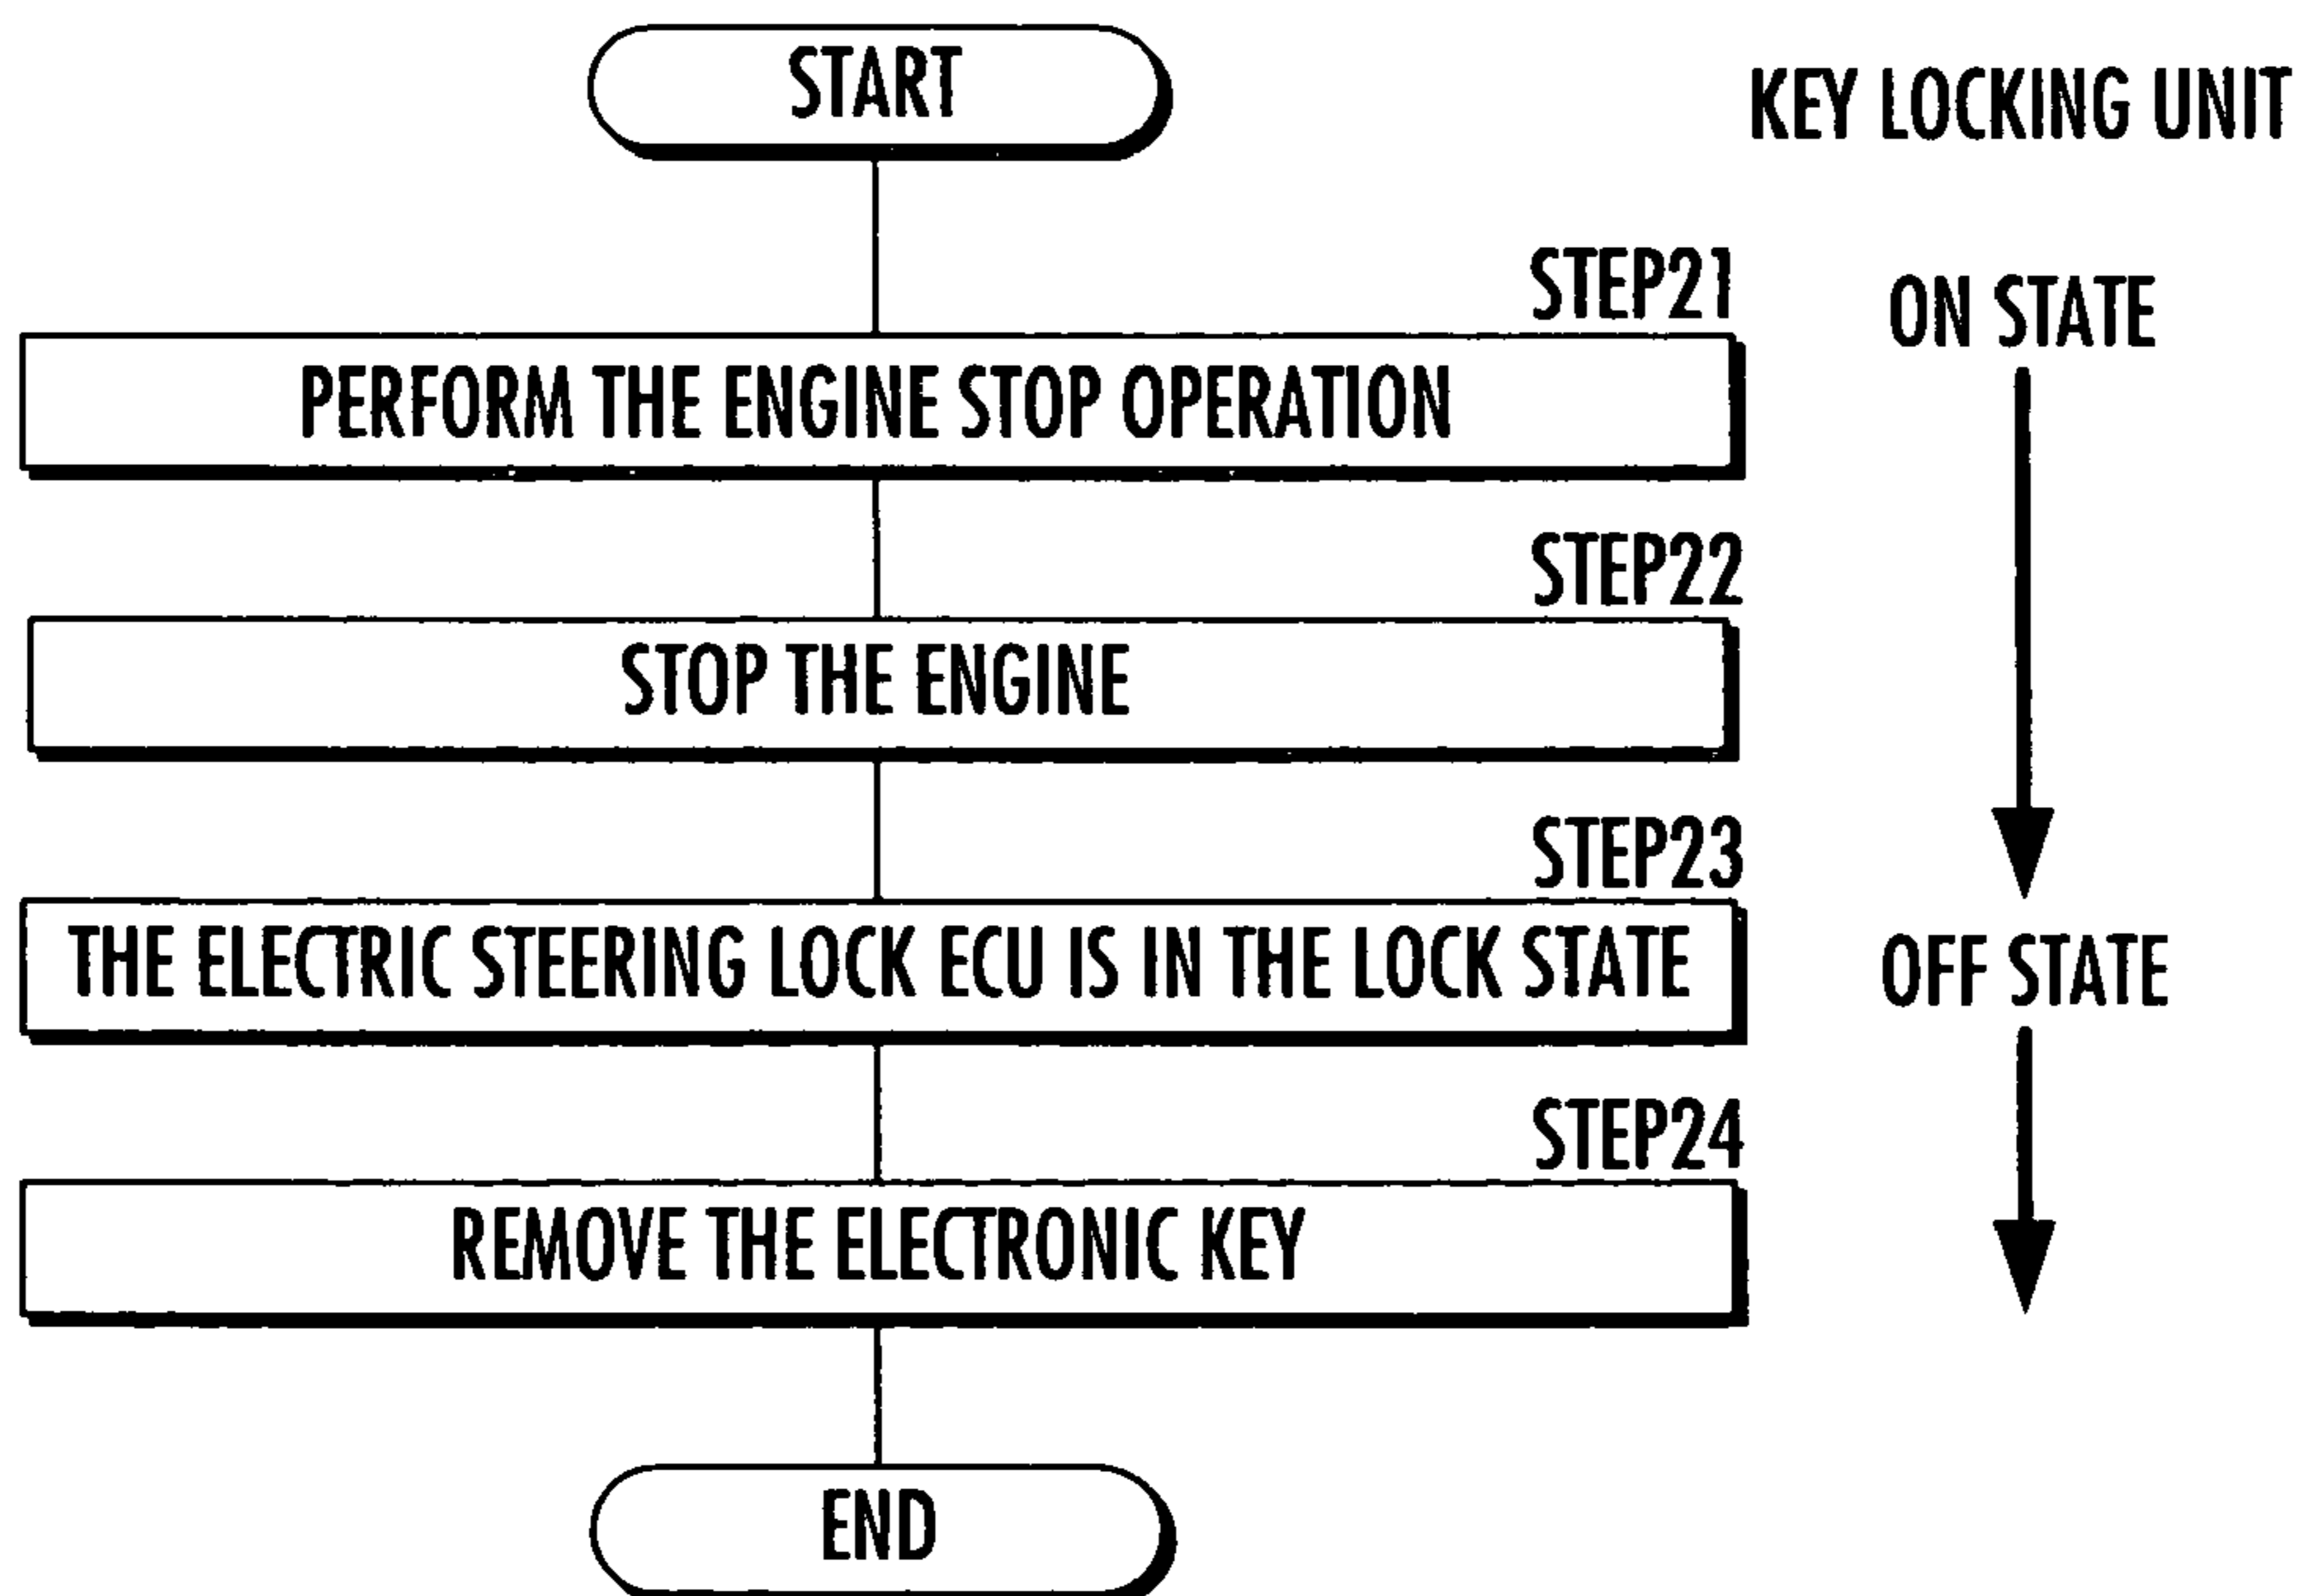 START
KEY LOCKING UNIT
STEP21
ON STATE
PERFORM THE ENGINE STOP OPERATION
STEP22
STOP THE ENGINE
STEP23
THE ELECTRIC STEERING LOCK ECU IS IN THE LOCK STATE
OFF STATE
STEP24
REMOVE THE ELECTRONIC KEY
END